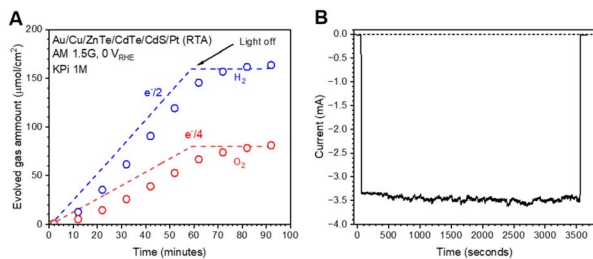 A
Au/Cu/ZnTe/CdTe/CdS/Pt (RTA)
AM 1.5G, 0 VRHE
KPi 1M
Light off
H2
e-/2
e-/4
O2
200
150
100
50
0
0 10 20 30 40 50 60 70 80 90 100
Evolved gas ammount (µmol/cm2)
Time (minutes)
B
0.0
−0.5
−1.0
−1.5
−2.0
−2.5
−3.0
−3.5
−4.0
0 500 1000 1500 2000 2500 3000 3500
Current (mA)
Time (seconds)